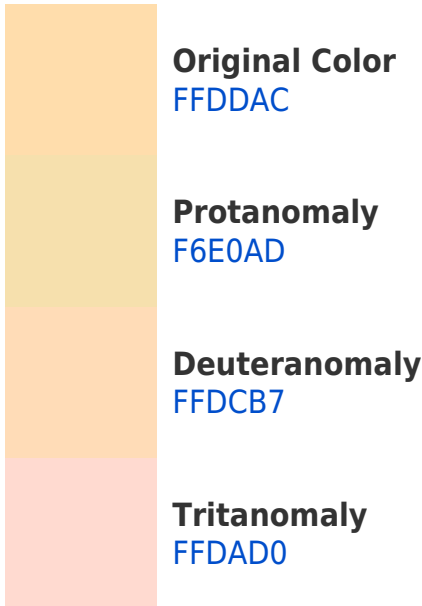 Original Color
FFDDAC
Protanomaly
F6E0AD
Deuteranomaly
FFDCB7
Tritanomaly
FFDAD0